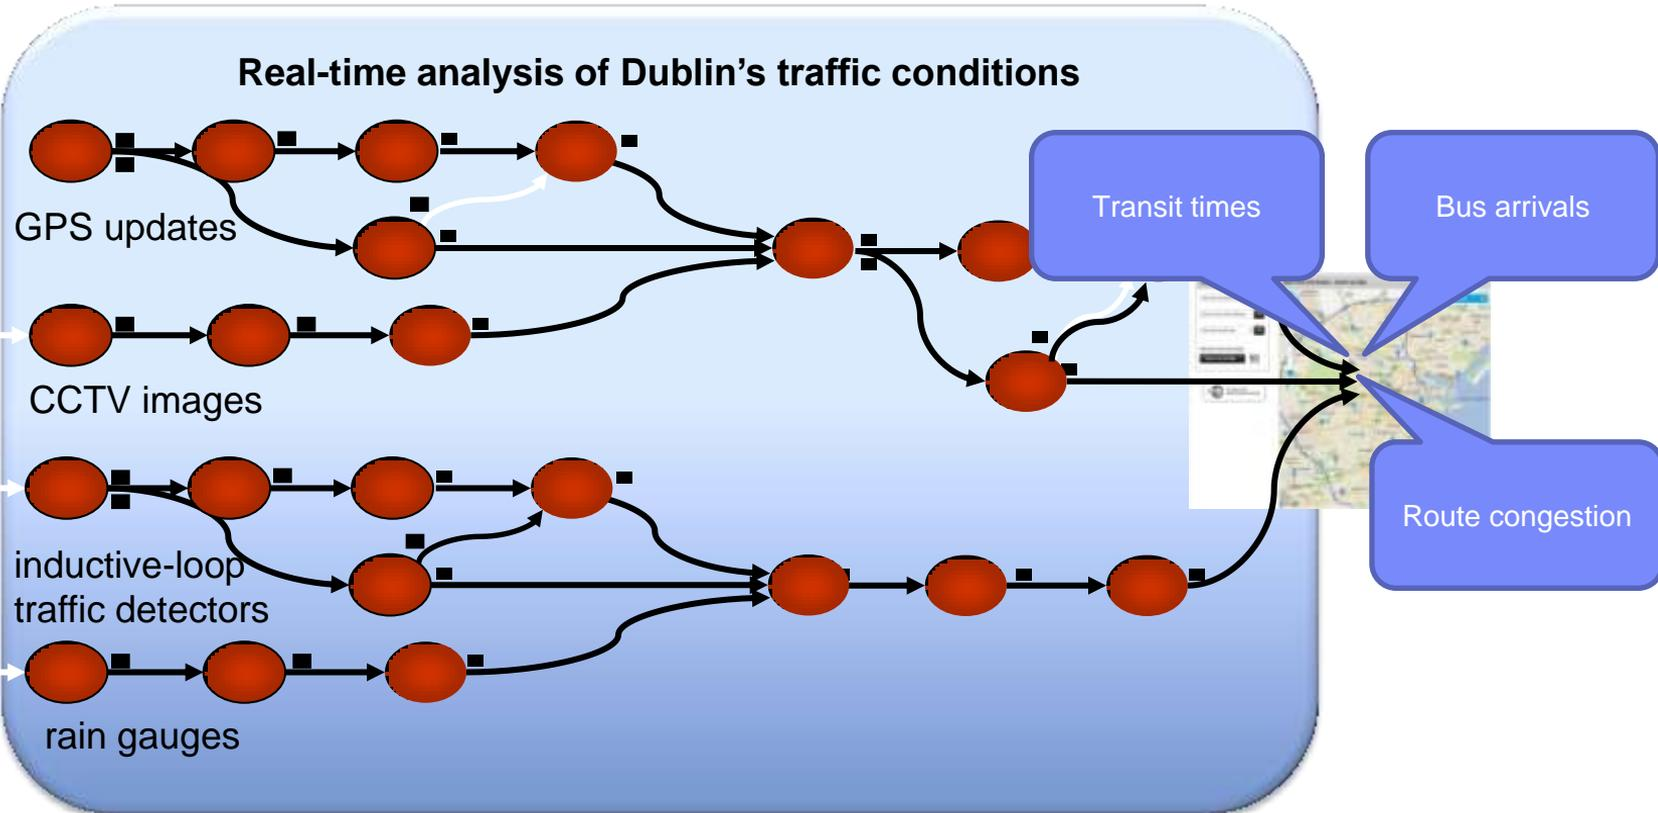 Real-time analysis of Dublin's traffic conditions
Transit times
Bus arrivals
GPS updates
CCTV images
Route congestion
inductive-loop
traffic detectors
rain gauges